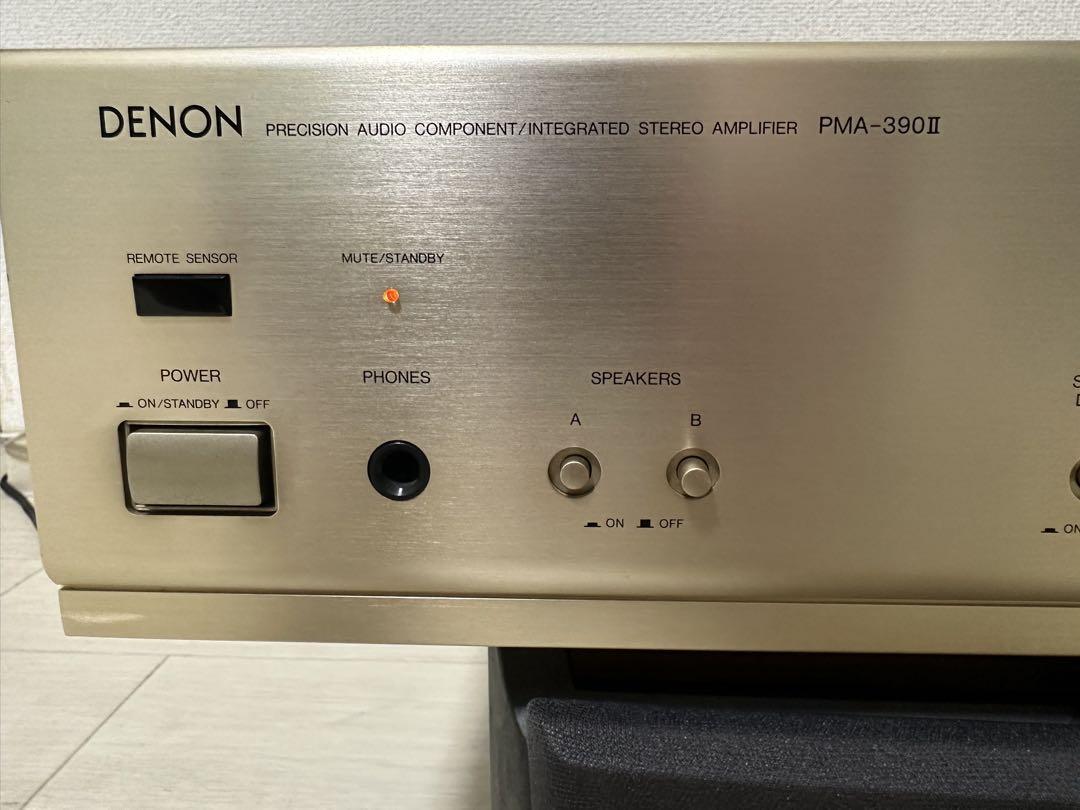 DENON PRECISION AUDIO COMPONENT/INTEGRATED STEREO AMPLIFIER PMA-390Ⅱ
REMOTE SENSOR
MUTE/STANDBY
POWER
ON/STANDBY OFF
PHONES
SPEAKERS
A B
ON OFF